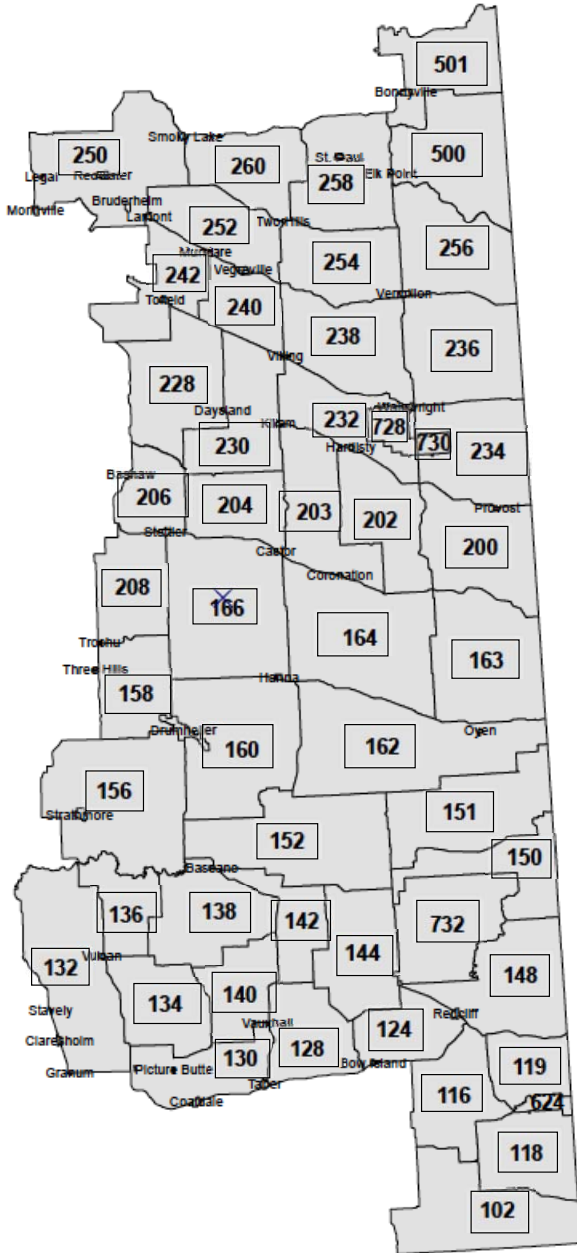 501
Bonnyville
Smoky Lake
250
260
St. Paul
500
Legal
Redwater
258
Elk Point
Morinville
Bruderheim
Lamont
252
Two Hills
256
Mundare
254
242
Vegreville
Tofield
240
Vermilion
238
236
Viking
228
Daysland
232
Wainwright
Killam
728
230
Hardisty
730
234
Bashaw
206
204
203
202
Provost
Stettler
Castor
200
208
Coronation
166
164
Trochu
163
Three Hills
Hanna
158
Drumheller
160
162
Oyen
156
151
Strathmore
152
150
Bassano
136
138
142
732
144
Vulcan
132
148
134
140
Stavely
Vauxhall
Redcliff
124
Claresholm
128
130
Granum
Picture Butte
Bow Island
119
Taber
116
Coaldale
624
118
102